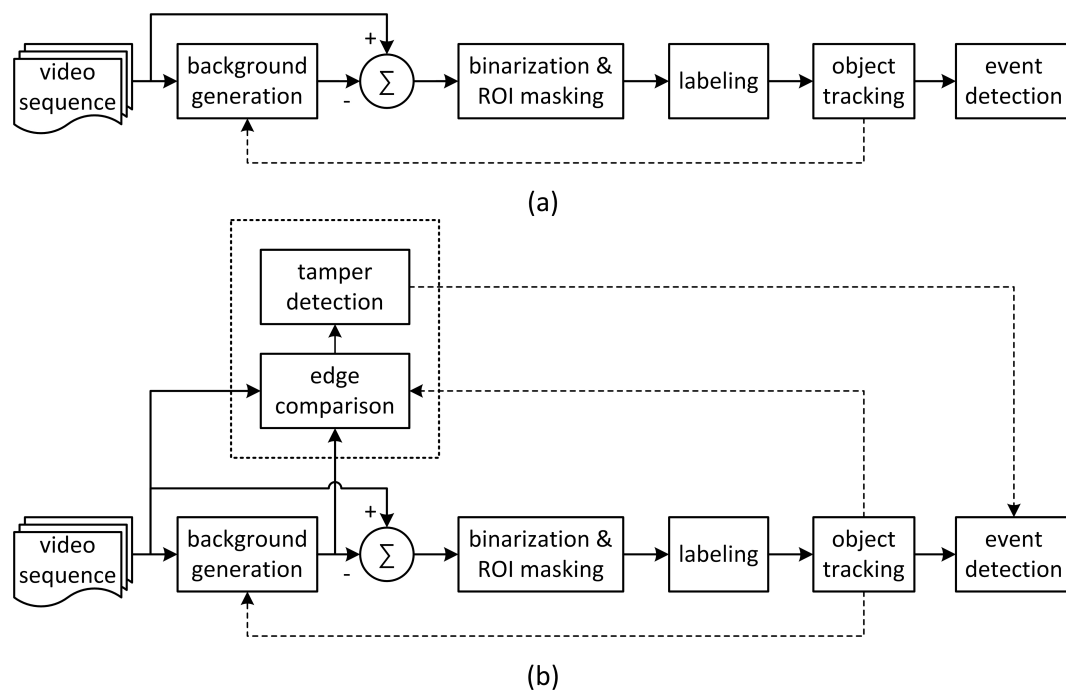 video
sequence
background
generation
+
-
Σ
binarization &
ROI masking
labeling
object
tracking
event
detection
(a)
tamper
detection
edge
comparison
video
sequence
background
generation
+
-
Σ
binarization &
ROI masking
labeling
object
tracking
event
detection
(b)